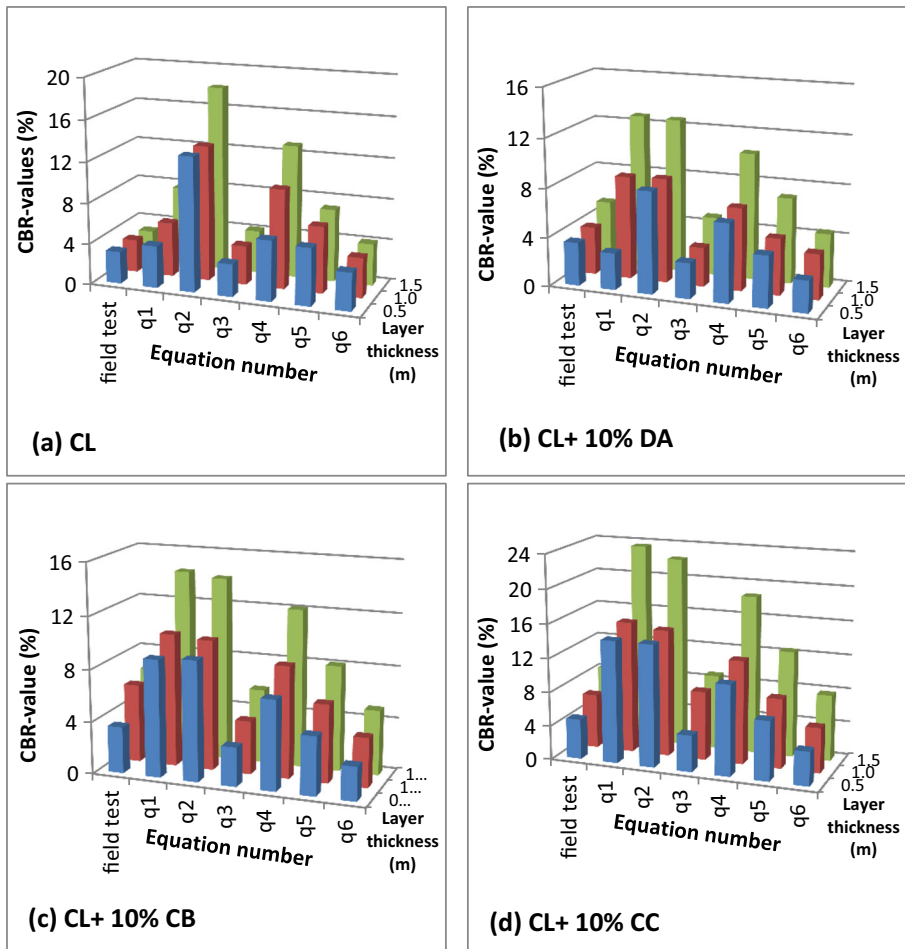 20
16
12
8
4
0
CBR-values (%)
field test
q1
q2
q3
q4
q5
q6
Equation number
1.5
1.0
0.5
Layer
thickness
(m)
(a) CL
16
12
8
4
0
CBR-value (%)
field test
q1
q2
q3
q4
q5
q6
Equation number
1.5
1.0
0.5
Layer
thickness
(m)
(b) CL+ 10% DA
16
12
8
4
0
CBR-value (%)
field test
q1
q2
q3
q4
q5
q6
Equation number
1...
1...
0...
Layer
thickness
(m)
(c) CL+ 10% CB
24
20
16
12
8
4
0
CBR-value (%)
field test
q1
q2
q3
q4
q5
q6
Equation number
1.5
1.0
0.5
Layer
thickness
(m)
(d) CL+ 10% CC